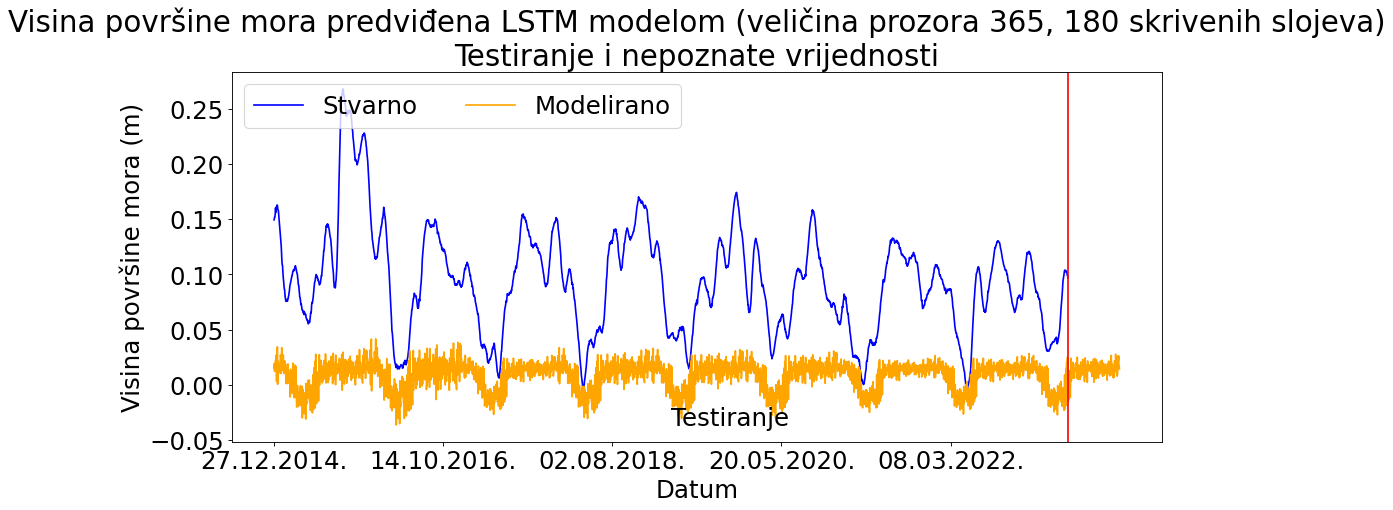 Visina površine mora predviđena LSTM modelom (veličina prozora 365, 180 skrivenih slojeva)
Testiranje i nepoznate vrijednosti
Stvarno Modelirano
Visina površine mora (m)
0.25
0.20
0.15
0.10
0.05
0.00
−0.05
Testiranje
27.12.2014. 14.10.2016. 02.08.2018. 20.05.2020. 08.03.2022.
Datum